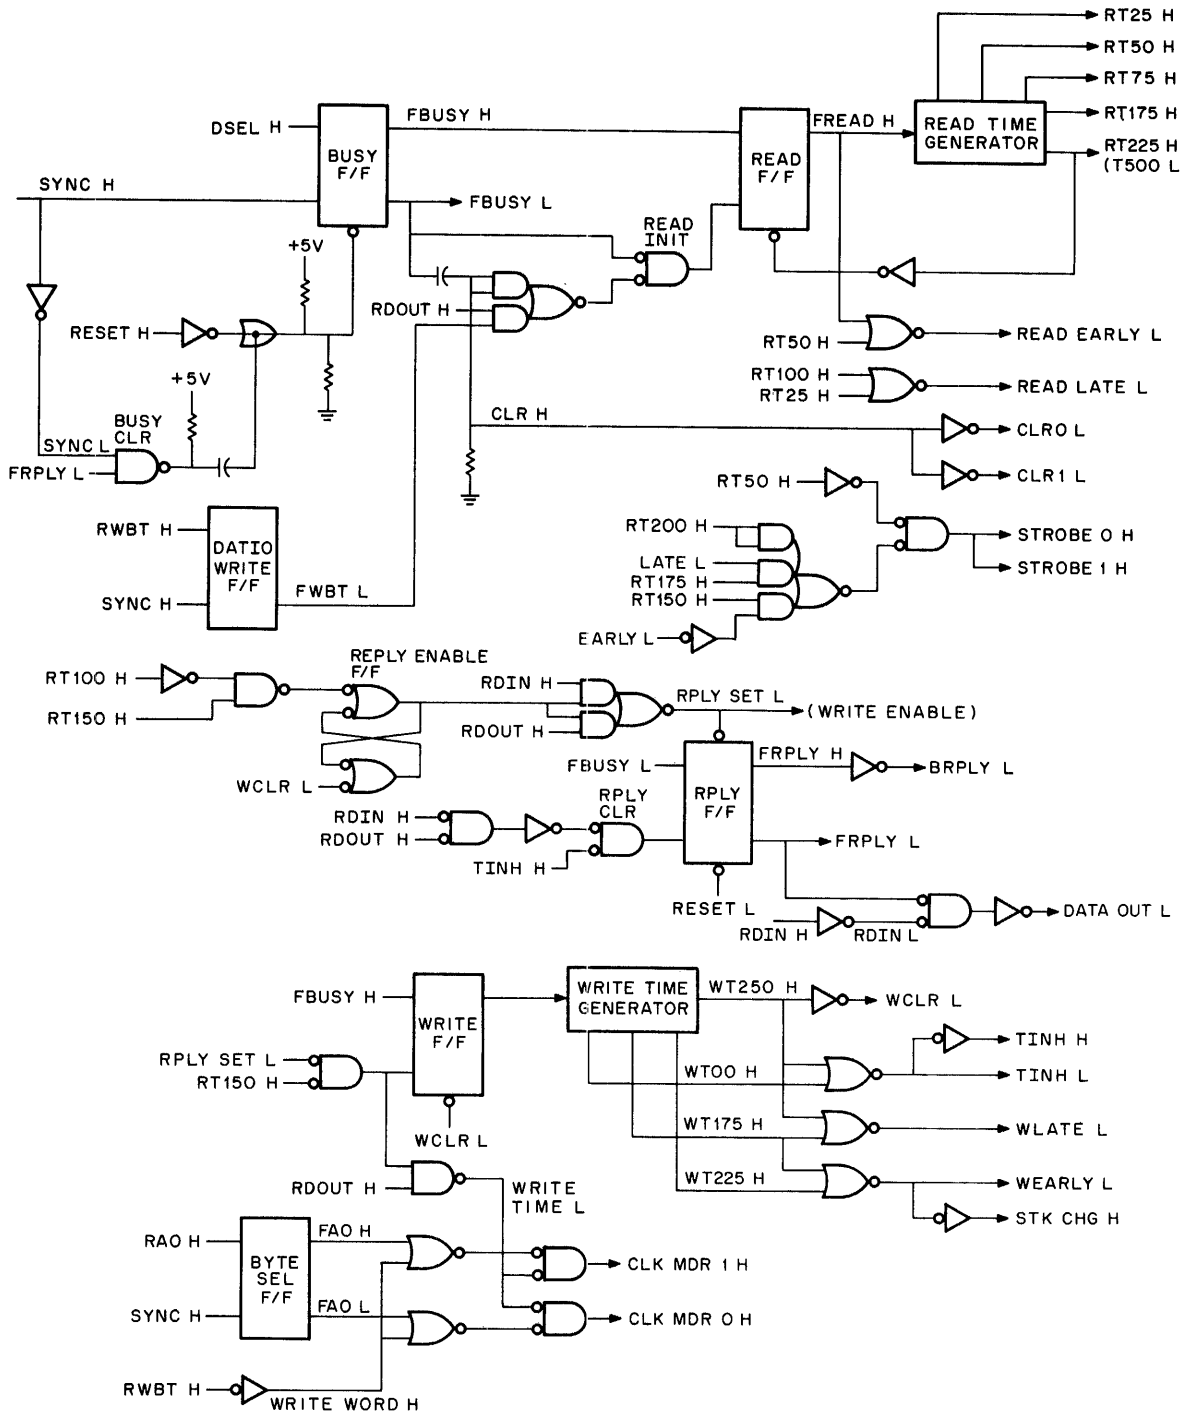 RT25 H
RT50 H
RT75 H
RT175 H
RT225 H
(T500 L
FREAD H
READ TIME
GENERATOR
DSEL H
FBUSY H
BUSY
F/F
READ
F/F
SYNC H
FBUSY L
READ
INIT
+5V
RDOUT H
RESET H
+5V
RT50 H
READ EARLY L
RT100 H
RT25 H
READ LATE L
BUSY
CLR
CLR H
CLR0 L
SYNC L
FRPLY L
CLR1 L
RT50 H
RWBT H
DATIO
WRITE
F/F
RT200 H
STROBE 0 H
LATE L
RT175 H
STROBE 1 H
SYNC H
FWBT L
RT150 H
EARLY L
REPLY ENABLE
F/F
RT100 H
RDIN H
RPLY SET L
(WRITE ENABLE)
RT150 H
RDOUT H
FBUSY L
FRPLY H
BRPLY L
WCLR L
RPLY
F/F
RPLY
CLR
RDIN H
RDOUT H
FRPLY L
TINH H
RESET L
RDIN H
RDIN L
DATA OUT L
FBUSY H
WRITE
F/F
WRITE TIME
GENERATOR
WT250 H
WCLR L
TINH H
RPLY SET L
RT150 H
WT00 H
TINH L
WCLR L
WT175 H
WLATE L
RDOUT H
WRITE
TIME L
WT225 H
WEARLY L
STK CHG H
RAO H
BYTE
SEL
F/F
FAO H
CLK MDR 1 H
SYNC H
FAO L
CLK MDR 0 H
RWBT H
WRITE WORD H